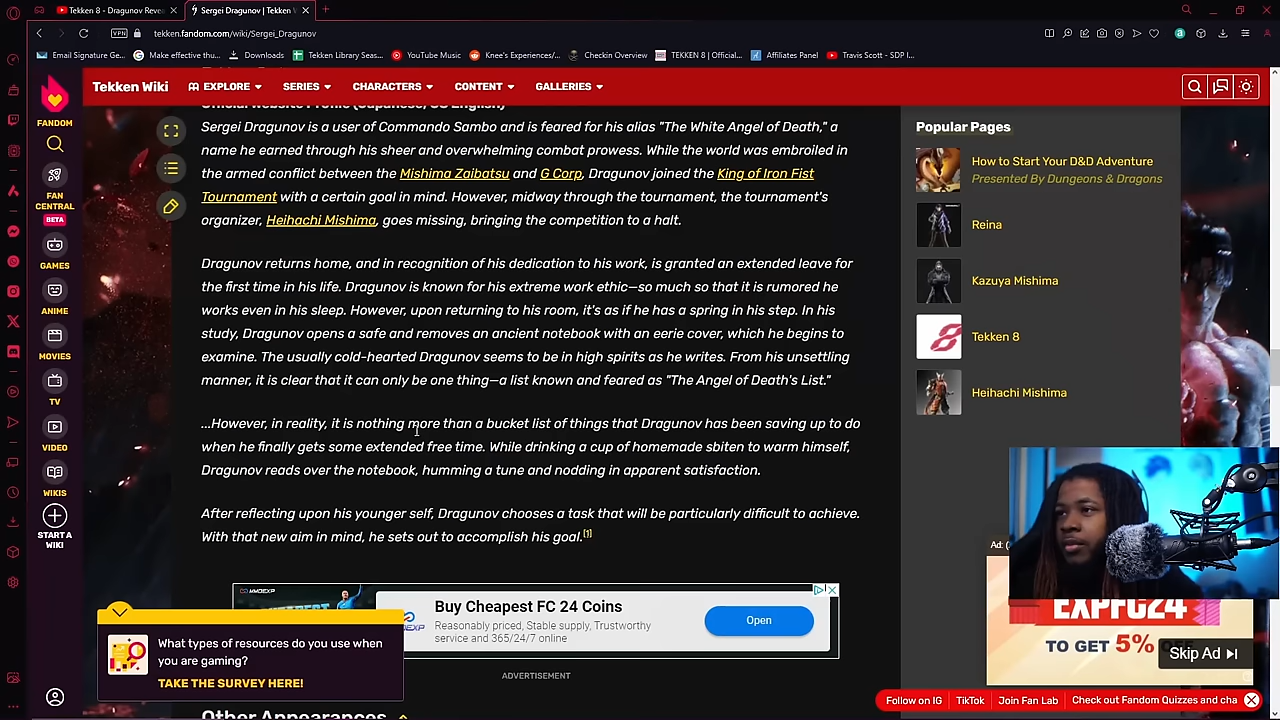 Tekken 8 - Dragunov Revea
Sergei Dragunov | Tekken W
VPN
tekken.fandom.com/wiki/Sergei_Dragunov
Email Signature Ge...
Make effective thu...
Downloads
Tekken Library Seas...
YouTube Music
Knee's Experiences/...
Checkin Overview
TEKKEN 8 | Official...
Affiliates Panel
Travis Scott - SDP I...
Tekken Wiki
EXPLORE
SERIES
CHARACTERS
CONTENT
GALLERIES
FANDOM
FAN
CENTRAL
BETA
GAMES
ANIME
MOVIES
TV
VIDEO
WIKIS
START A
WIKI
Official Website Profile (Japanese, US English)
Sergei Dragunov is a user of Commando Sambo and is feared for his alias "The White Angel of Death," a
name he earned through his sheer and overwhelming combat prowess. While the world was embroiled in
the armed conflict between the Mishima Zaibatsu and G Corp, Dragunov joined the King of Iron Fist
Tournament with a certain goal in mind. However, midway through the tournament, the tournament's
organizer, Heihachi Mishima, goes missing, bringing the competition to a halt.
Dragunov returns home, and in recognition of his dedication to his work, is granted an extended leave for
the first time in his life. Dragunov is known for his extreme work ethic—so much so that it is rumored he
works even in his sleep. However, upon returning to his room, it's as if he has a spring in his step. In his
study, Dragunov opens a safe and removes an ancient notebook with an eerie cover, which he begins to
examine. The usually cold-hearted Dragunov seems to be in high spirits as he writes. From his unsettling
manner, it is clear that it can only be one thing—a list known and feared as "The Angel of Death's List."
...However, in reality, it is nothing more than a bucket list of things that Dragunov has been saving up to do
when he finally gets some extended free time. While drinking a cup of homemade sbiten to warm himself,
Dragunov reads over the notebook, humming a tune and nodding in apparent satisfaction.
After reflecting upon his younger self, Dragunov chooses a task that will be particularly difficult to achieve.
With that new aim in mind, he sets out to accomplish his goal.[1]
Popular Pages
How to Start Your D&D Adventure
Presented By Dungeons & Dragons
Reina
Kazuya Mishima
Tekken 8
Heihachi Mishima
MMOEXP
Buy Cheapest FC 24 Coins
Reasonably priced, Stable supply, Trustworthy
service and 365/24/7 online
Open
ADVERTISEMENT
What types of resources do you use when
you are gaming?
TAKE THE SURVEY HERE!
Other Appearances
Ad: (
EXPFC24
TO GET 5%
Skip Ad
Follow on IG
TikTok
Join Fan Lab
Check out Fandom Quizzes and cha